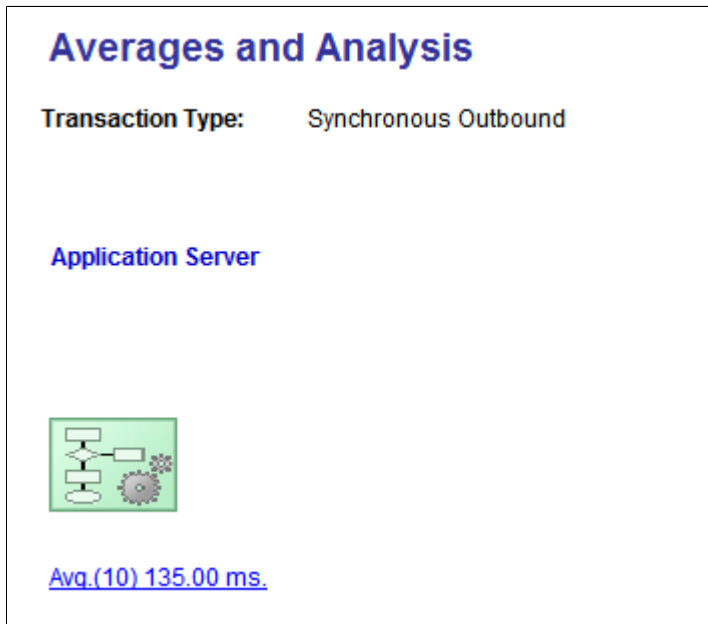 Averages and Analysis
Transaction Type: Synchronous Outbound
Application Server
Avg.(10) 135.00 ms.